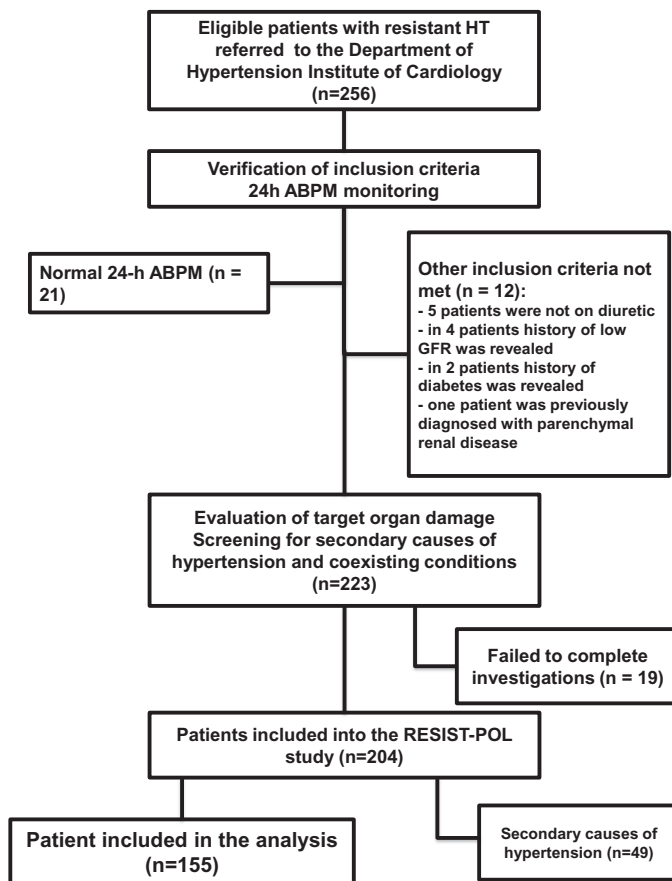 Eligible patients with resistant HT
referred to the Department of
Hypertension Institute of Cardiology
(n=256)
Verification of inclusion criteria
24h ABPM monitoring
Normal 24-h ABPM (n =
21)
Other inclusion criteria not
met (n = 12):
- 5 patients were not on diuretic
- in 4 patients history of low
GFR was revealed
- in 2 patients history of
diabetes was revealed
- one patient was previously
diagnosed with parenchymal
renal disease
Evaluation of target organ damage
Screening for secondary causes of
hypertension and coexisting conditions
(n=223)
Failed to complete
investigations (n = 19)
Patients included into the RESIST-POL
study (n=204)
Patient included in the analysis
(n=155)
Secondary causes of
hypertension (n=49)